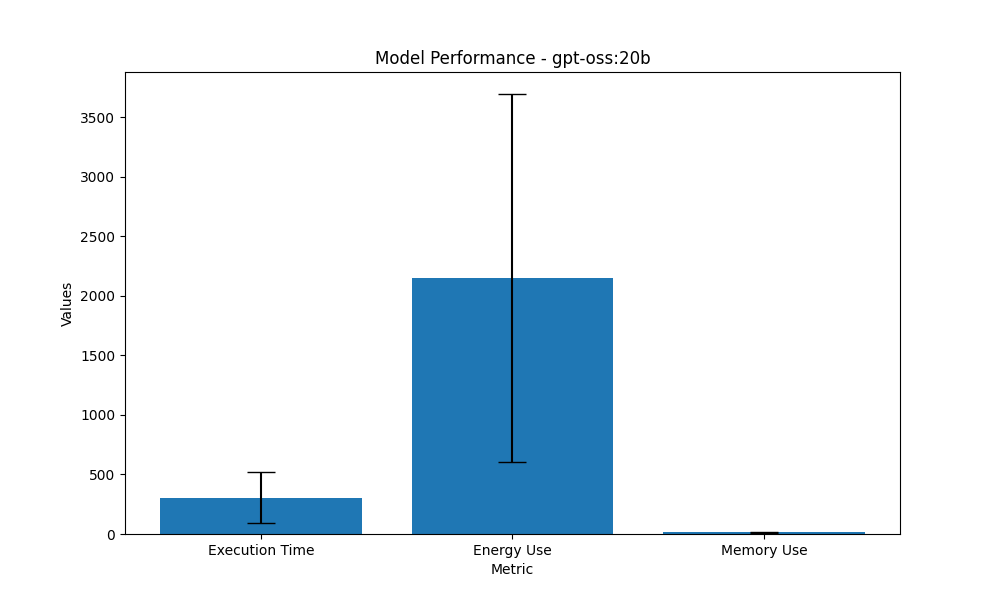 Model Performance - gpt-oss:20b
3500
3000
2500
2000
1500
1000
500
0
Values
Execution Time
Energy Use
Memory Use
Metric